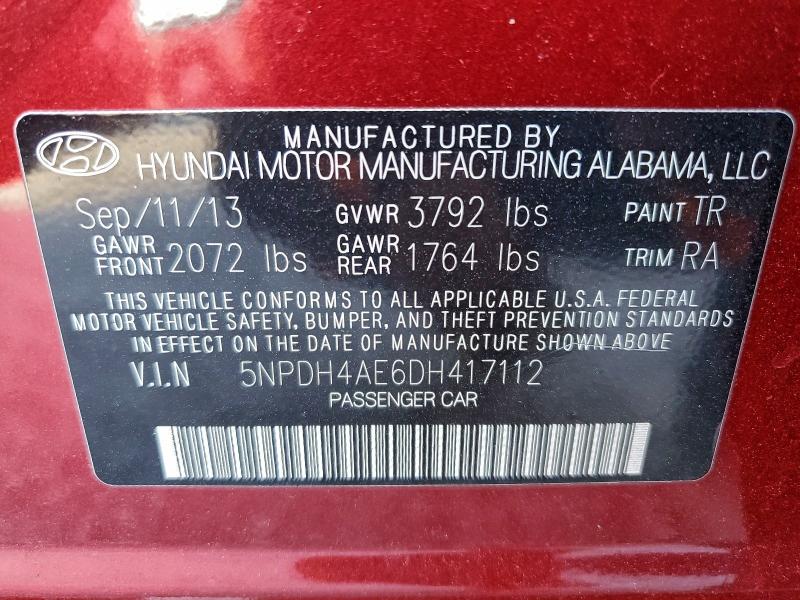 MANUFACTURED BY
HYUNDAI MOTOR MANUFACTURING ALABAMA, LLC
Sep/11/13 GVWR 3792 lbs PAINT TR
GAWR FRONT 2072 lbs GAWR REAR 1764 lbs TRIM RA
THIS VEHICLE CONFORMS TO ALL APPLICABLE U.S.A. FEDERAL
MOTOR VEHICLE SAFETY, BUMPER, AND THEFT PREVENTION STANDARDS
IN EFFECT ON THE DATE OF MANUFACTURE SHOWN ABOVE
V.I.N 5NPDH4AE6DH417112
PASSENGER CAR